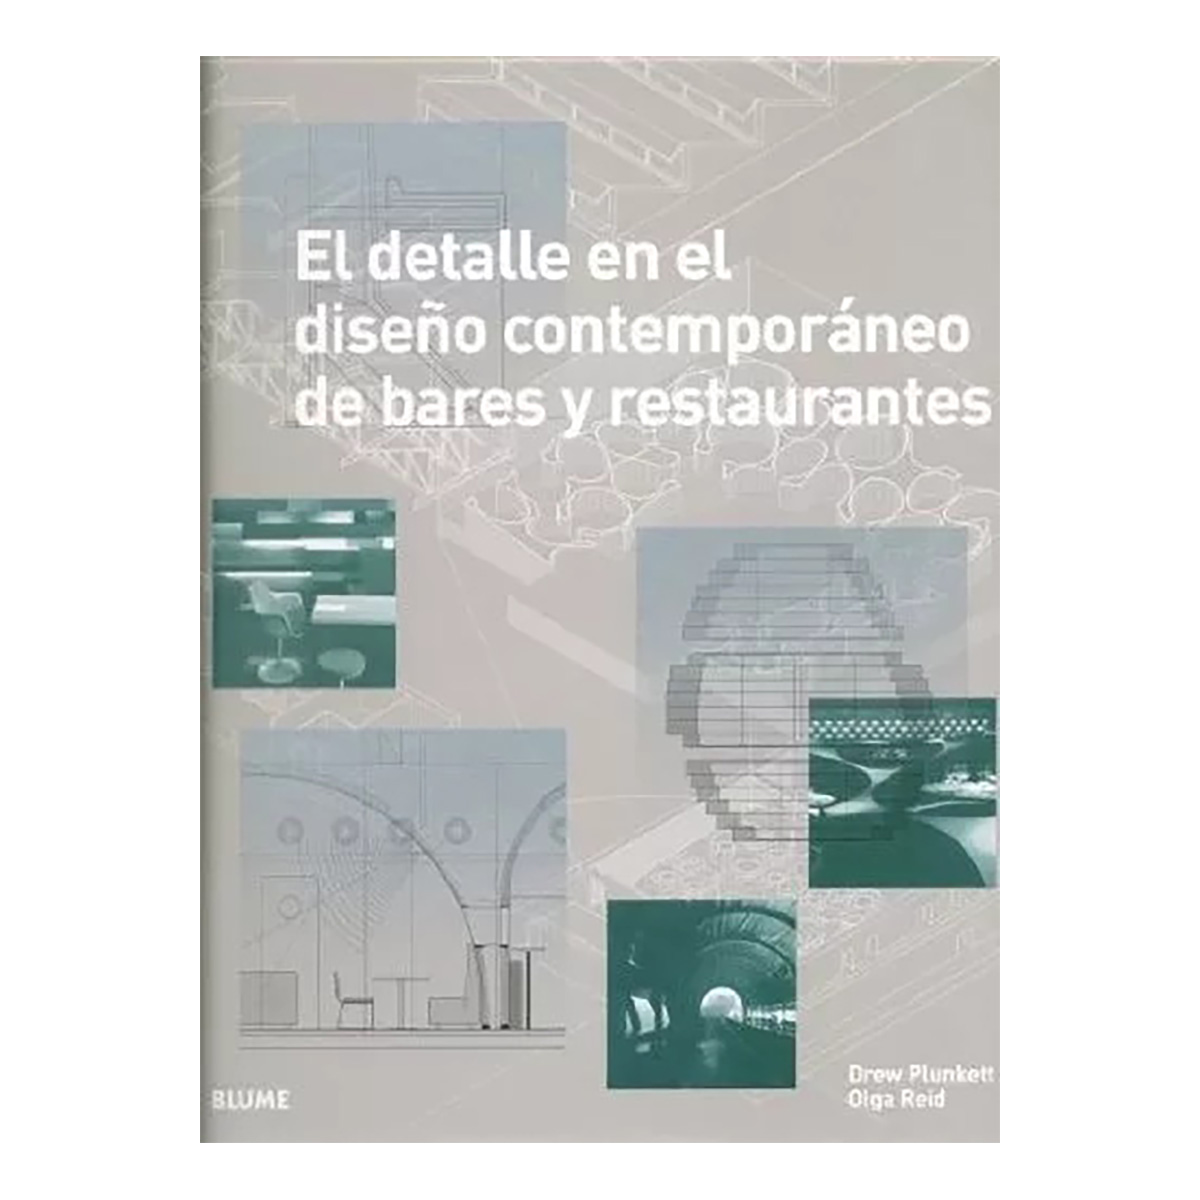 El detalle en el
diseño contemporáneo
de bares y restaurantes
Drew Plunkett
Olga Reid
BLUME